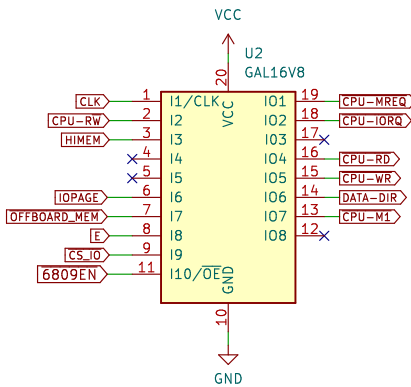 VCC
U2
GAL16V8
20
VCC
CLK 1 I1/CLK IO1 19 CPU-MREQ
CPU-RW 2 I2 IO2 18 CPU-IORQ
HIMEM 3 I3 IO3 17
4 I4 IO4 16 CPU-RD
5 I5 IO5 15 CPU-WR
IOPAGE 6 I6 IO6 14 DATA-DIR
OFFBOARD_MEM 7 I7 IO7 13 CPU-M1
E 8 I8 IO8 12
CS_IO 9 I9
6809EN 11 I10/OE
GND
10
GND